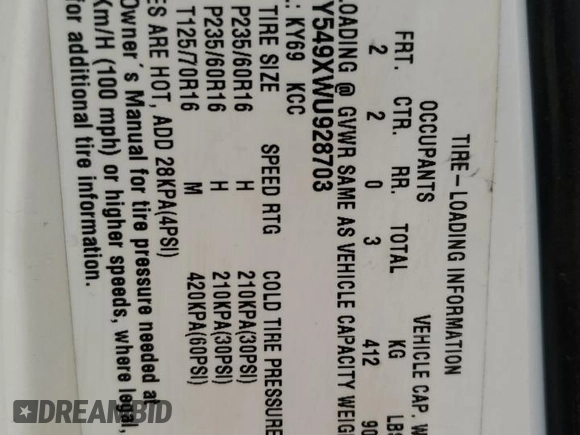 TIRE-LOADING INFORMATION
OCCUPANTS VEHICLE CAP. W
FRT. CTR. RR. TOTAL KG LBS
2 2 0 3 412 90
LOADING @ GVWR SAME AS VEHICLE CAPACITY WEIG
Y549XWU928703
.: KY69 KCC
TIRE SIZE SPEED RTG COLD TIRE PRESSURE
P235/60R16 H 210KPA(30PSI)
P235/60R16 H 210KPA(30PSI)
T125/70R16 M 420KPA(60PSI)
ES ARE HOT, ADD 28KPA(4PSI)
Owner's Manual for tire pressure needed at
Km/H (100 mph) or higher speeds, where legal,
for additional tire information.
DREAMBID